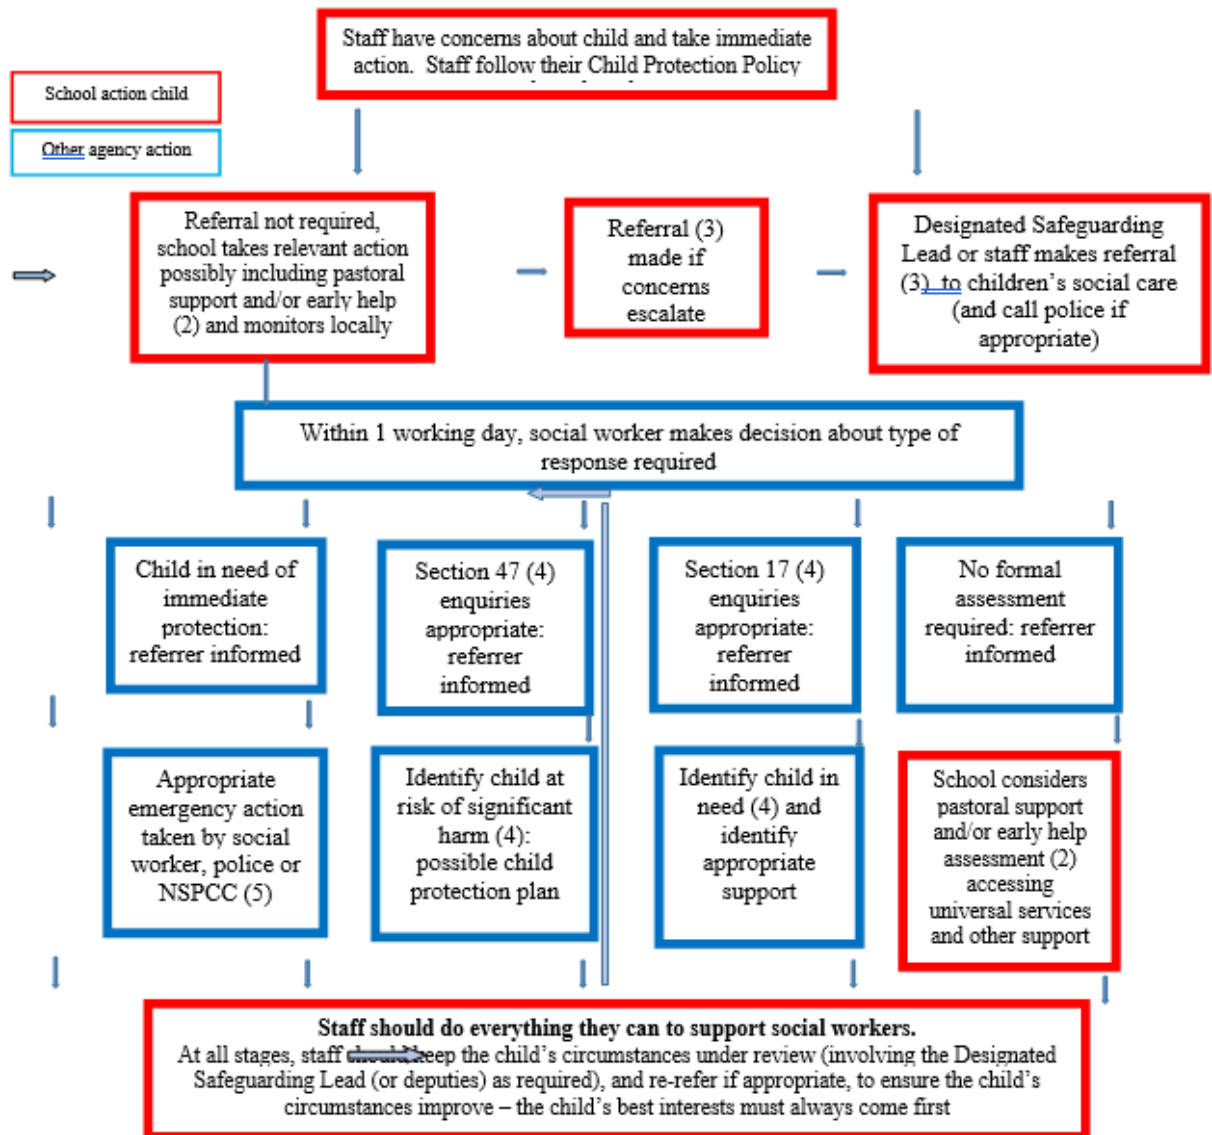 Staff have concerns about child and take immediate
action.  Staff follow their Child Protection Policy
School action child
Other agency action
Referral not required,
school takes relevant action
possibly including pastoral
support and/or early help
(2) and monitors locally
Referral (3)
made if
concerns
escalate
Designated Safeguarding
Lead or staff makes referral
(3)  to children’s social care
(and call police if
appropriate)
Within 1 working day, social worker makes decision about type of
response required
Child in need of
immediate
protection:
referrer informed
Section 47 (4)
enquiries
appropriate:
referrer
informed
Section 17 (4)
enquiries
appropriate:
referrer
informed
No formal
assessment
required: referrer
informed
Appropriate
emergency action
taken by social
worker, police or
NSPCC (5)
Identify child at
risk of significant
harm (4):
possible child
protection plan
Identify child in
need (4) and
identify
appropriate
support
School considers
pastoral support
and/or early help
assessment (2)
accessing
universal services
and other support
Staff should do everything they can to support social workers.
At all stages, staff should keep the child’s circumstances under review (involving the Designated
Safeguarding Lead (or deputies) as required), and re-refer if appropriate, to ensure the child’s
circumstances improve – the child’s best interests must always come first